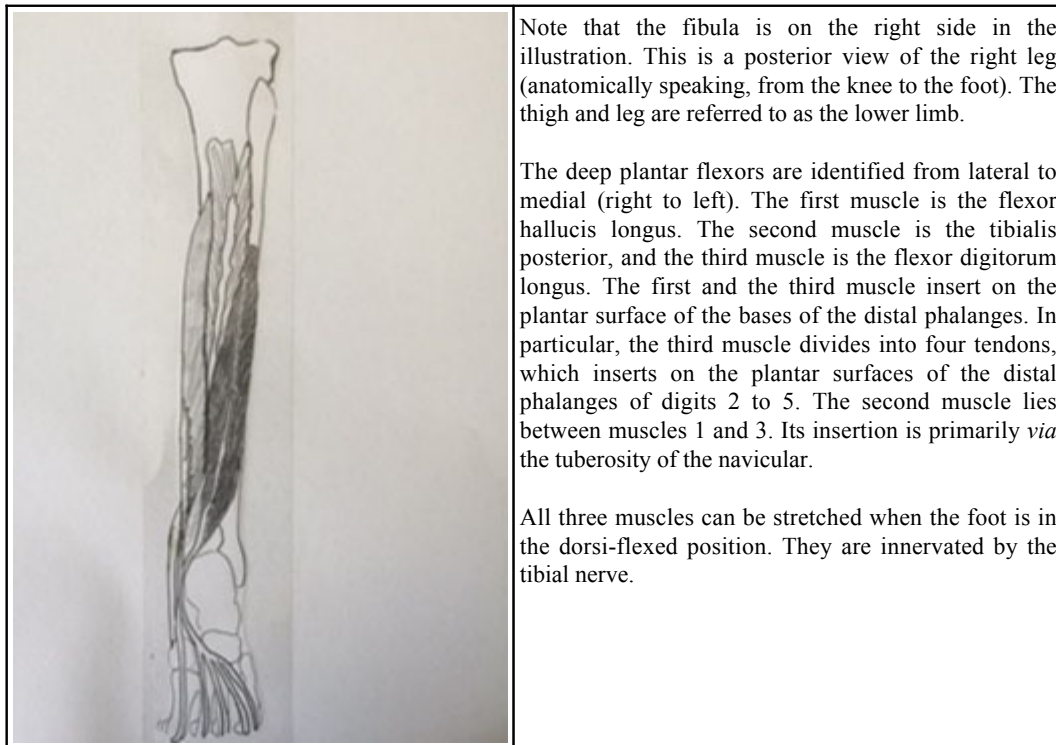 Note that the fibula is on the right side in the
illustration. This is a posterior view of the right leg
(anatomically speaking, from the knee to the foot). The
thigh and leg are referred to as the lower limb.
The deep plantar flexors are identified from lateral to
medial (right to left). The first muscle is the flexor
hallucis longus. The second muscle is the tibialis
posterior, and the third muscle is the flexor digitorum
longus. The first and the third muscle insert on the
plantar surface of the bases of the distal phalanges. In
particular, the third muscle divides into four tendons,
which inserts on the plantar surfaces of the distal
phalanges of digits 2 to 5. The second muscle lies
between muscles 1 and 3. Its insertion is primarily via
the tuberosity of the navicular.
All three muscles can be stretched when the foot is in
the dorsi-flexed position. They are innervated by the
tibial nerve.